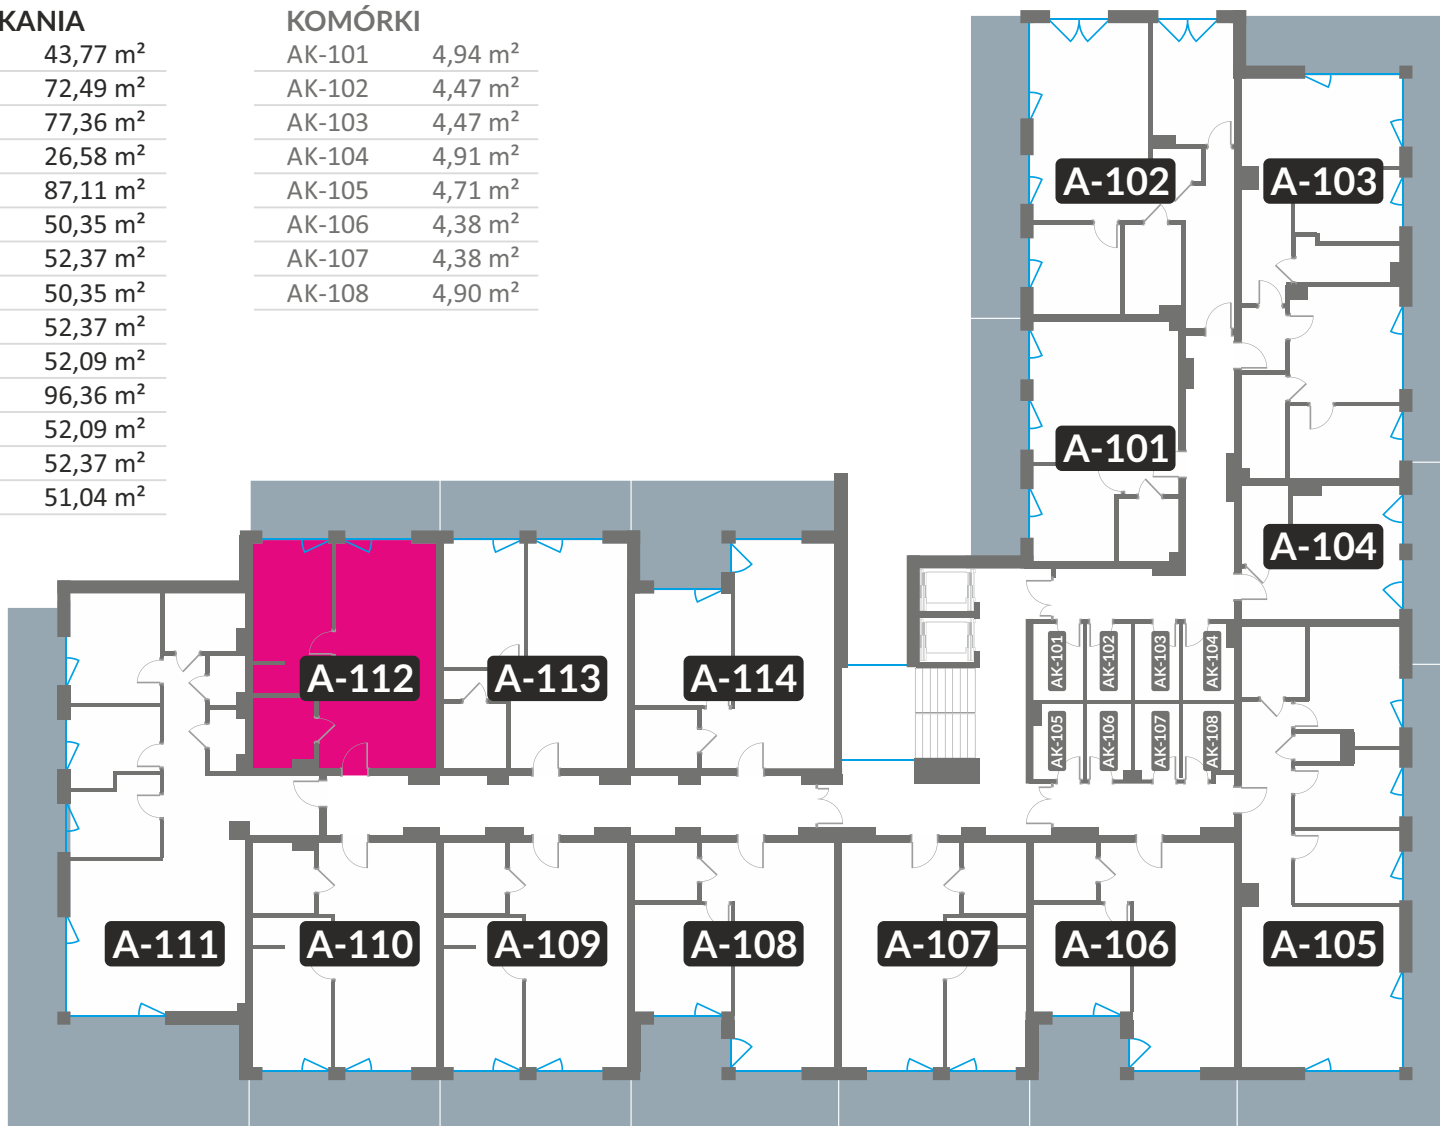 KANIA
43,77 m²
72,49 m²
77,36 m²
26,58 m²
87,11 m²
50,35 m²
52,37 m²
50,35 m²
52,37 m²
52,09 m²
96,36 m²
52,09 m²
52,37 m²
51,04 m²
KOMÓRKI
AK-101 4,94 m²
AK-102 4,47 m²
AK-103 4,47 m²
AK-104 4,91 m²
AK-105 4,71 m²
AK-106 4,38 m²
AK-107 4,38 m²
AK-108 4,90 m²
A-102
A-103
A-101
A-104
AK-101
AK-102
AK-103
AK-104
A-112
A-113
A-114
AK-105
AK-106
AK-107
AK-108
A-111
A-110
A-109
A-108
A-107
A-106
A-105